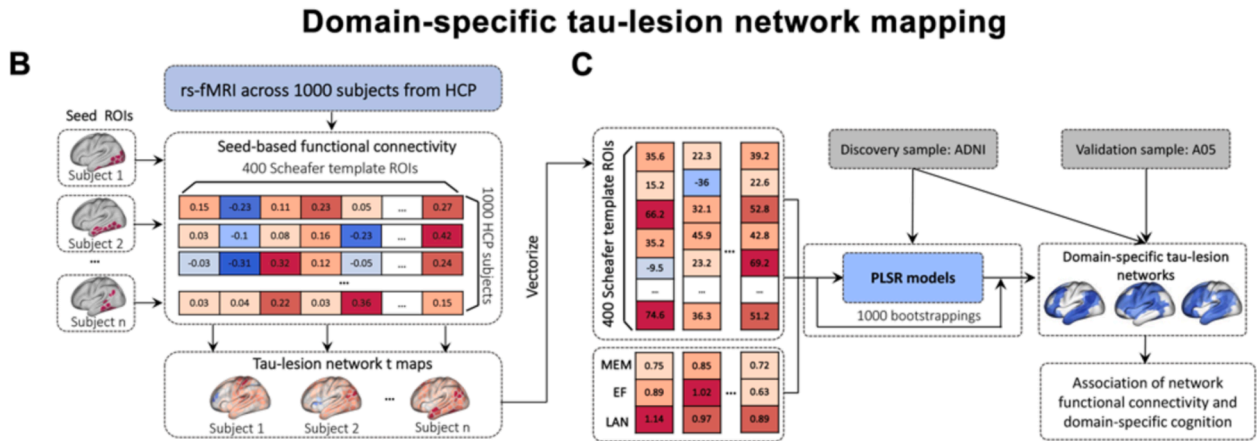 Domain-specific tau-lesion network mapping
B
rs-fMRI across 1000 subjects from HCP
Seed ROIs
Subject 1
Subject 2
...
Subject n
Seed-based functional connectivity
400 Scheafer template ROIs
0.15 -0.23 0.11 0.23 0.05 ... 0.27
0.03 -0.1 0.08 0.16 -0.23 ... 0.42
-0.03 -0.31 0.32 0.12 -0.05 ... 0.24
...
0.03 0.04 0.22 0.03 0.36 ... 0.15
1000 HCP subjects
Tau-lesion network t maps
...
Subject 1 Subject 2 Subject n
Vectorize
C
400 Scheafer template ROIs
35.6 22.3 39.2
15.2 -36 22.6
66.2 32.1 52.8
35.2 45.9 42.8
...
-9.5 23.2 69.2
... ... ...
74.6 36.3 51.2
MEM 0.75 0.85 0.72
EF 0.89 1.02 ... 0.63
LAN 1.14 0.97 0.89
Discovery sample: ADNI
Validation sample: A05
PLSR models
1000 bootstrappings
Domain-specific tau-lesion
networks
Association of network
functional connectivity and
domain-specific cognition